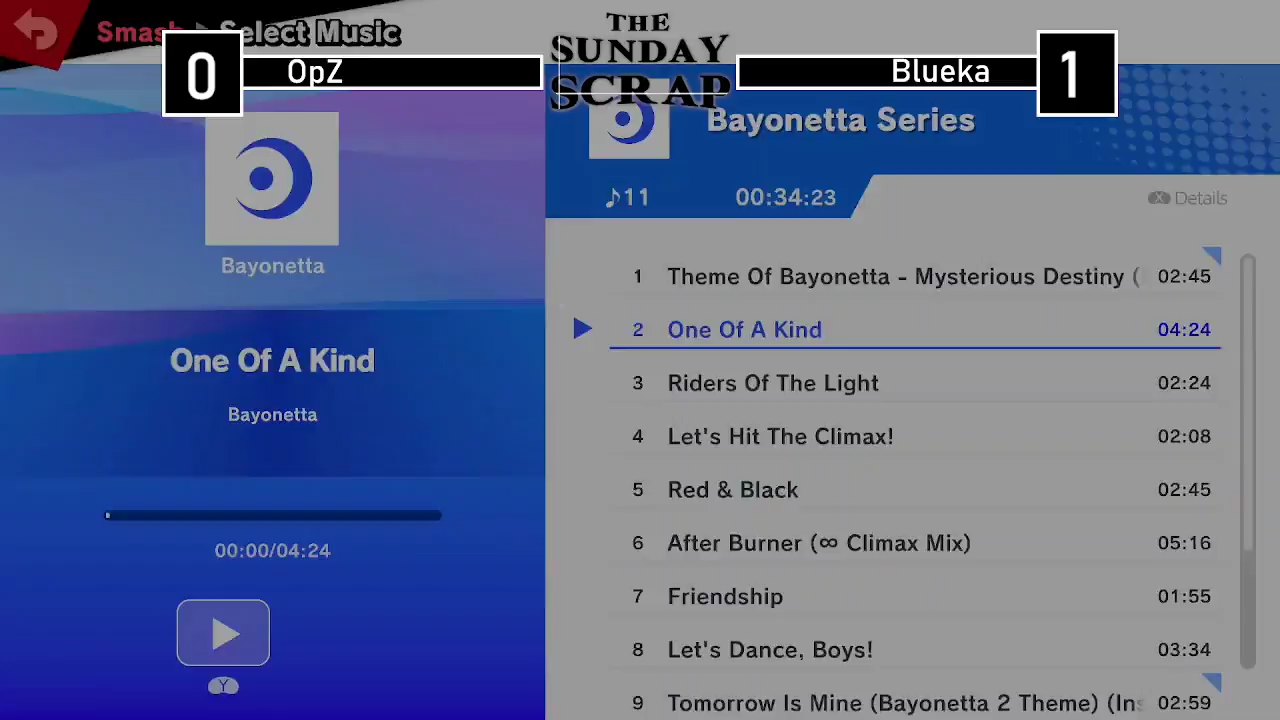 Smash Select Music
THE
SUNDAY
SCRAP
0 OpZ
Blueka 1
Bayonetta Series
♪11 00:34:23
X Details
Bayonetta
One Of A Kind
Bayonetta
00:00/04:24
Y
1 Theme Of Bayonetta - Mysterious Destiny ( 02:45
2 One Of A Kind 04:24
3 Riders Of The Light 02:24
4 Let's Hit The Climax! 02:08
5 Red & Black 02:45
6 After Burner (∞ Climax Mix) 05:16
7 Friendship 01:55
8 Let's Dance, Boys! 03:34
9 Tomorrow Is Mine (Bayonetta 2 Theme) (Ins 02:59